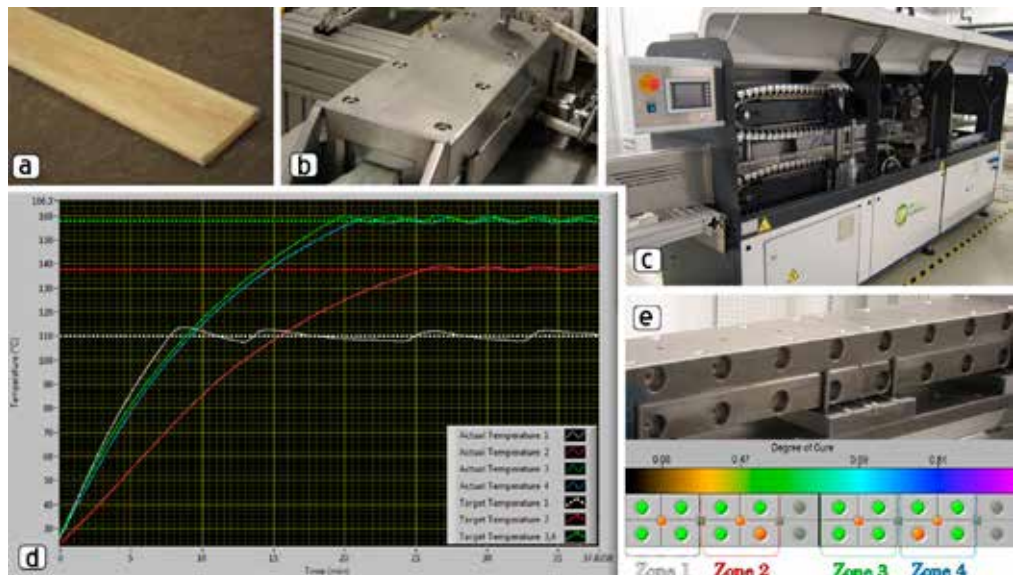 a
b
c
Temperature (°C)
160
150
140
130
120
110
100
90
80
70
60
50
40
30
0
5
10
15
20
25
30
35
Time (min)
Actual Temperature 1
Actual Temperature 2
Actual Temperature 3
Actual Temperature 4
Target Temperature 1
Target Temperature 2
Target Temperature 3,4
d
e
Degree of Cure
Zone 1 Zone 2 Zone 3 Zone 4